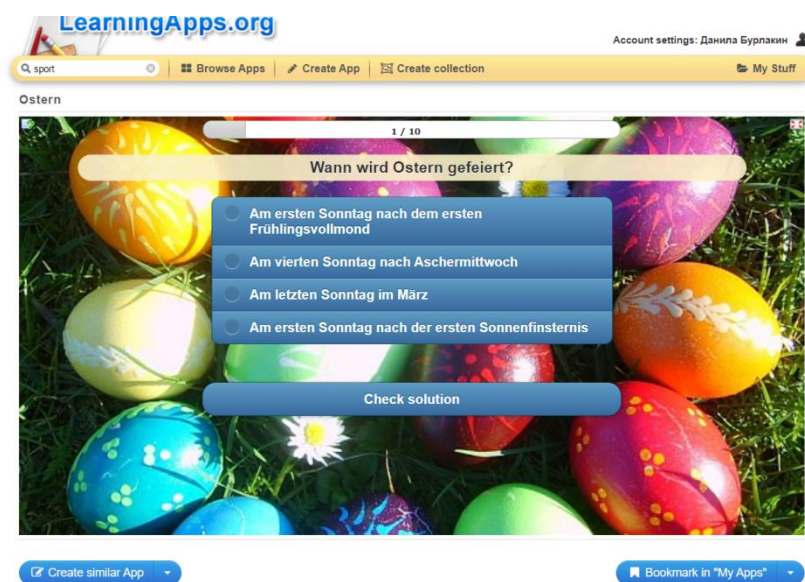 LearningApps.org
Account settings: Данила Бурлакин
sport
Browse Apps
Create App
Create collection
My Stuff
Ostern
1 / 10
Wann wird Ostern gefeiert?
Am ersten Sonntag nach dem ersten
Frühlingsvollmond
Am vierten Sonntag nach Aschermittwoch
Am letzten Sonntag im März
Am ersten Sonntag nach der ersten Sonnenfinsternis
Check solution
Create similar App
Bookmark in "My Apps"